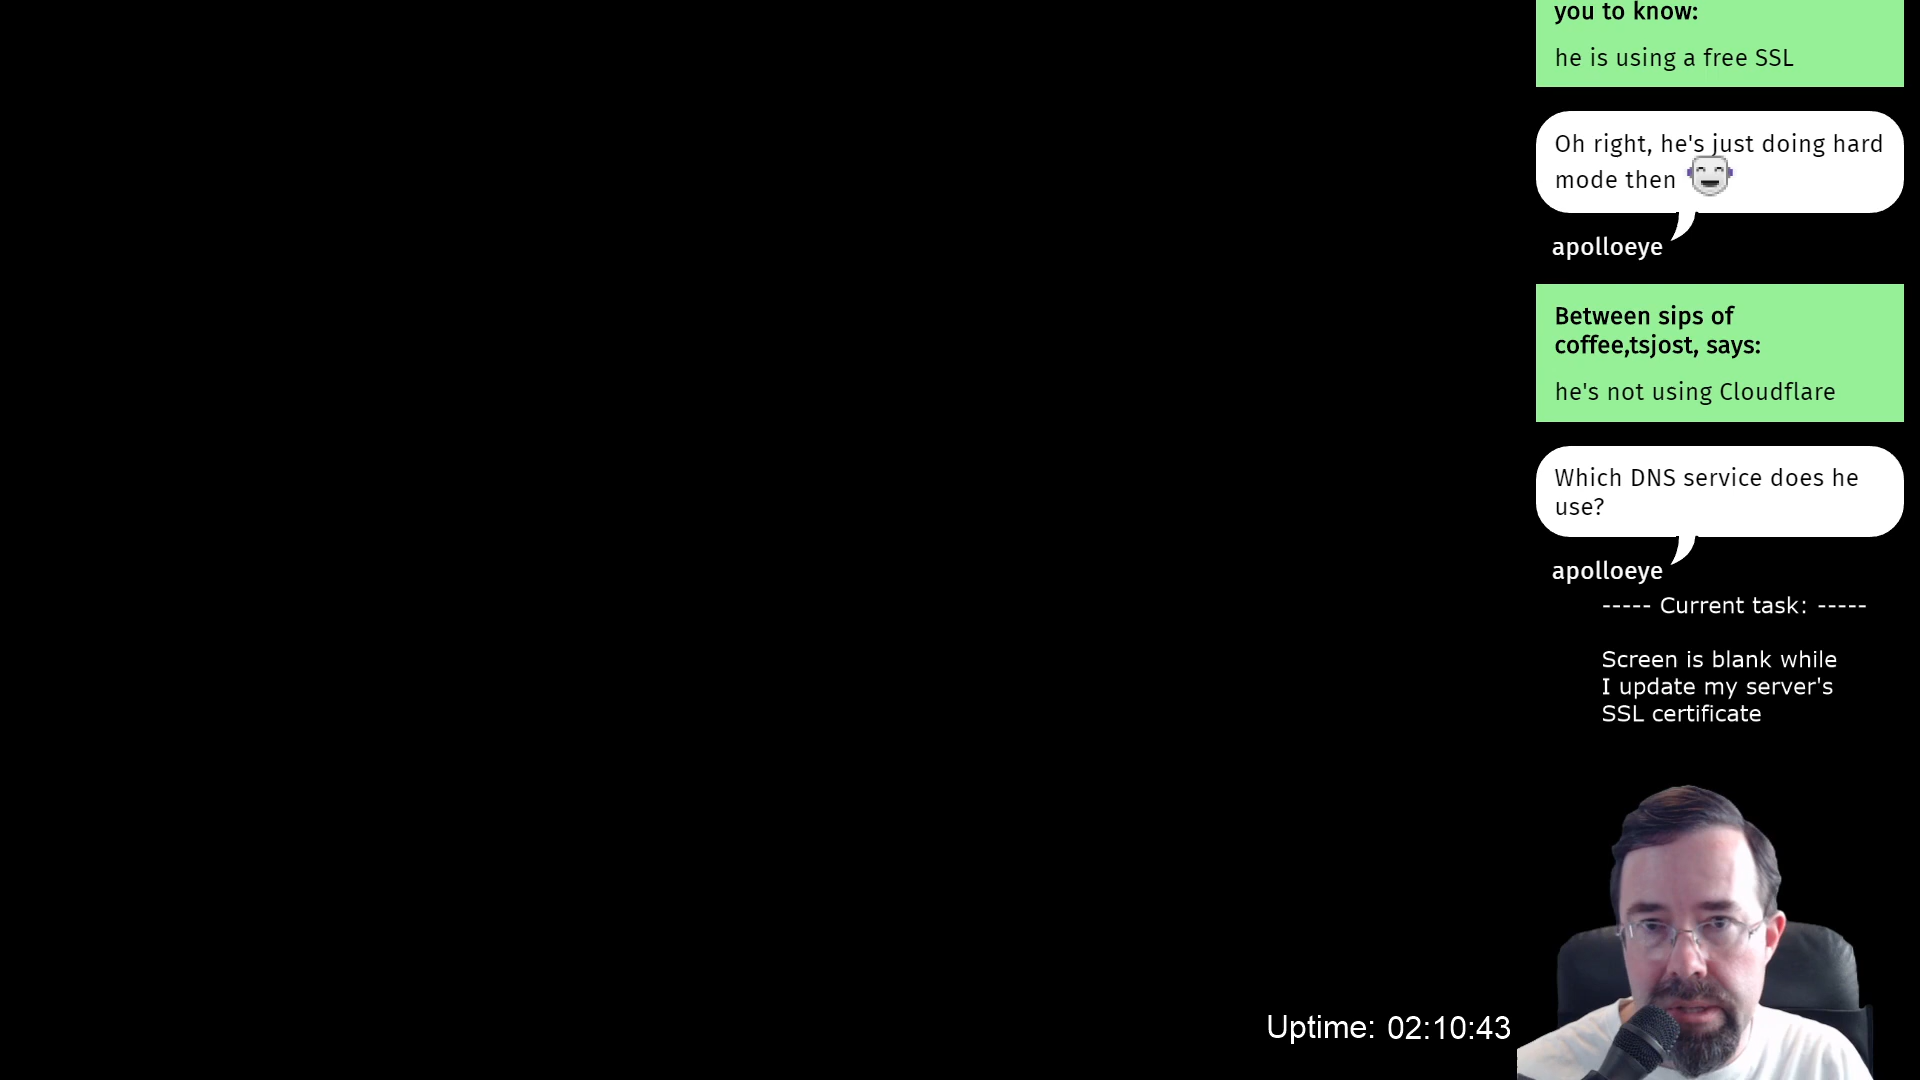 you to know:
he is using a free SSL
Oh right, he's just doing hard
mode then
apolloeye
Between sips of
coffee,tsjost, says:
he's not using Cloudflare
Which DNS service does he
use?
apolloeye
----- Current task: -----
Screen is blank while
I update my server's
SSL certificate
Uptime: 02:10:43